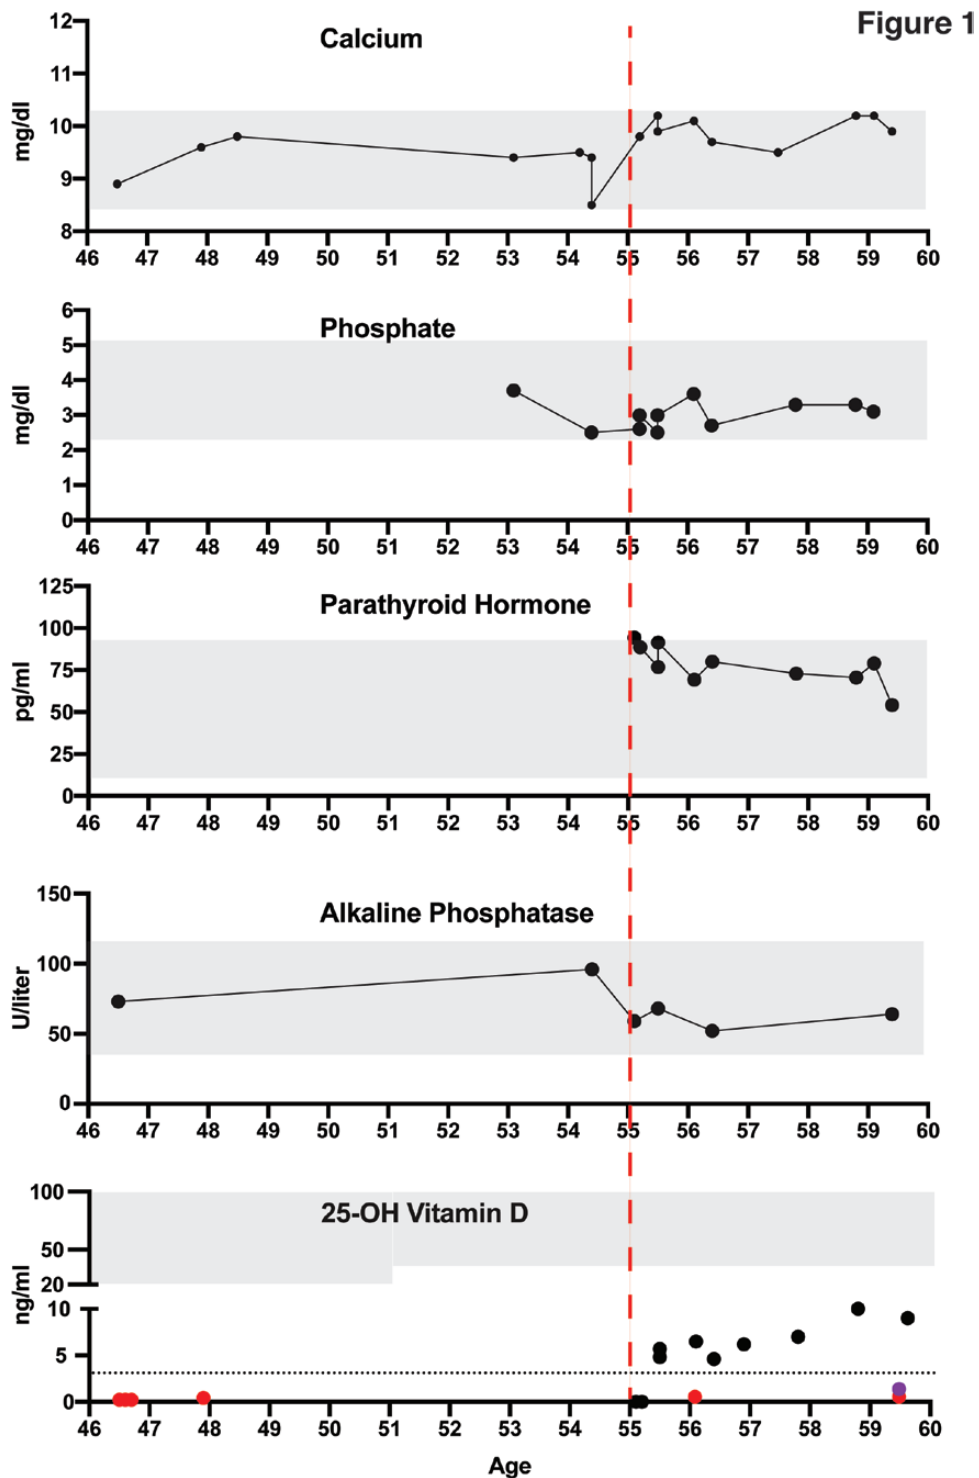 Figure 1
Calcium
mg/dl
12
11
10
9
8
46 47 48 49 50 51 52 53 54 55 56 57 58 59 60
Phosphate
mg/dl
6
5
4
3
2
1
0
46 47 48 49 50 51 52 53 54 55 56 57 58 59 60
Parathyroid Hormone
pg/ml
125
100
75
50
25
0
46 47 48 49 50 51 52 53 54 55 56 57 58 59 60
Alkaline Phosphatase
U/liter
150
100
50
0
46 47 48 49 50 51 52 53 54 55 56 57 58 59 60
25-OH Vitamin D
ng/ml
100
50
20
10
5
0
46 47 48 49 50 51 52 53 54 55 56 57 58 59 60
Age